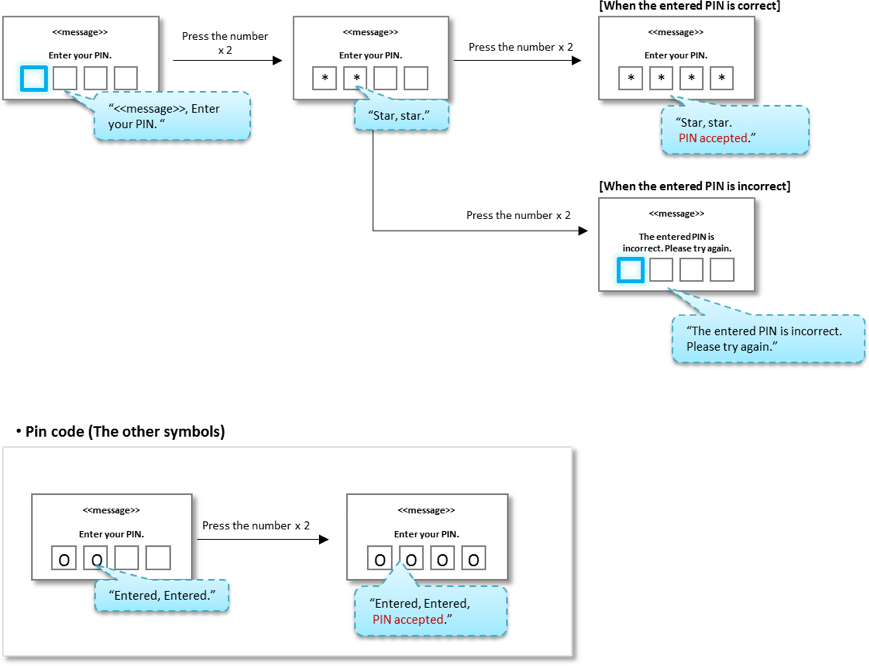 [When the entered PIN is correct]
<<message>>
Enter your PIN.
“<<message>>, Enter
your PIN. “
Press the number
x 2
<<message>>
Enter your PIN.
* *
“Star, star.”
Press the number x 2
<<message>>
Enter your PIN.
* * * *
“Star, star.
PIN accepted.”
[When the entered PIN is incorrect]
Press the number x 2
<<message>>
The entered PIN is
incorrect. Please try again.
“The entered PIN is incorrect.
Please try again.”
• Pin code (The other symbols)
<<message>>
Enter your PIN.
O O
“Entered, Entered.”
Press the number x 2
<<message>>
Enter your PIN.
O O O O
“Entered, Entered,
PIN accepted.”